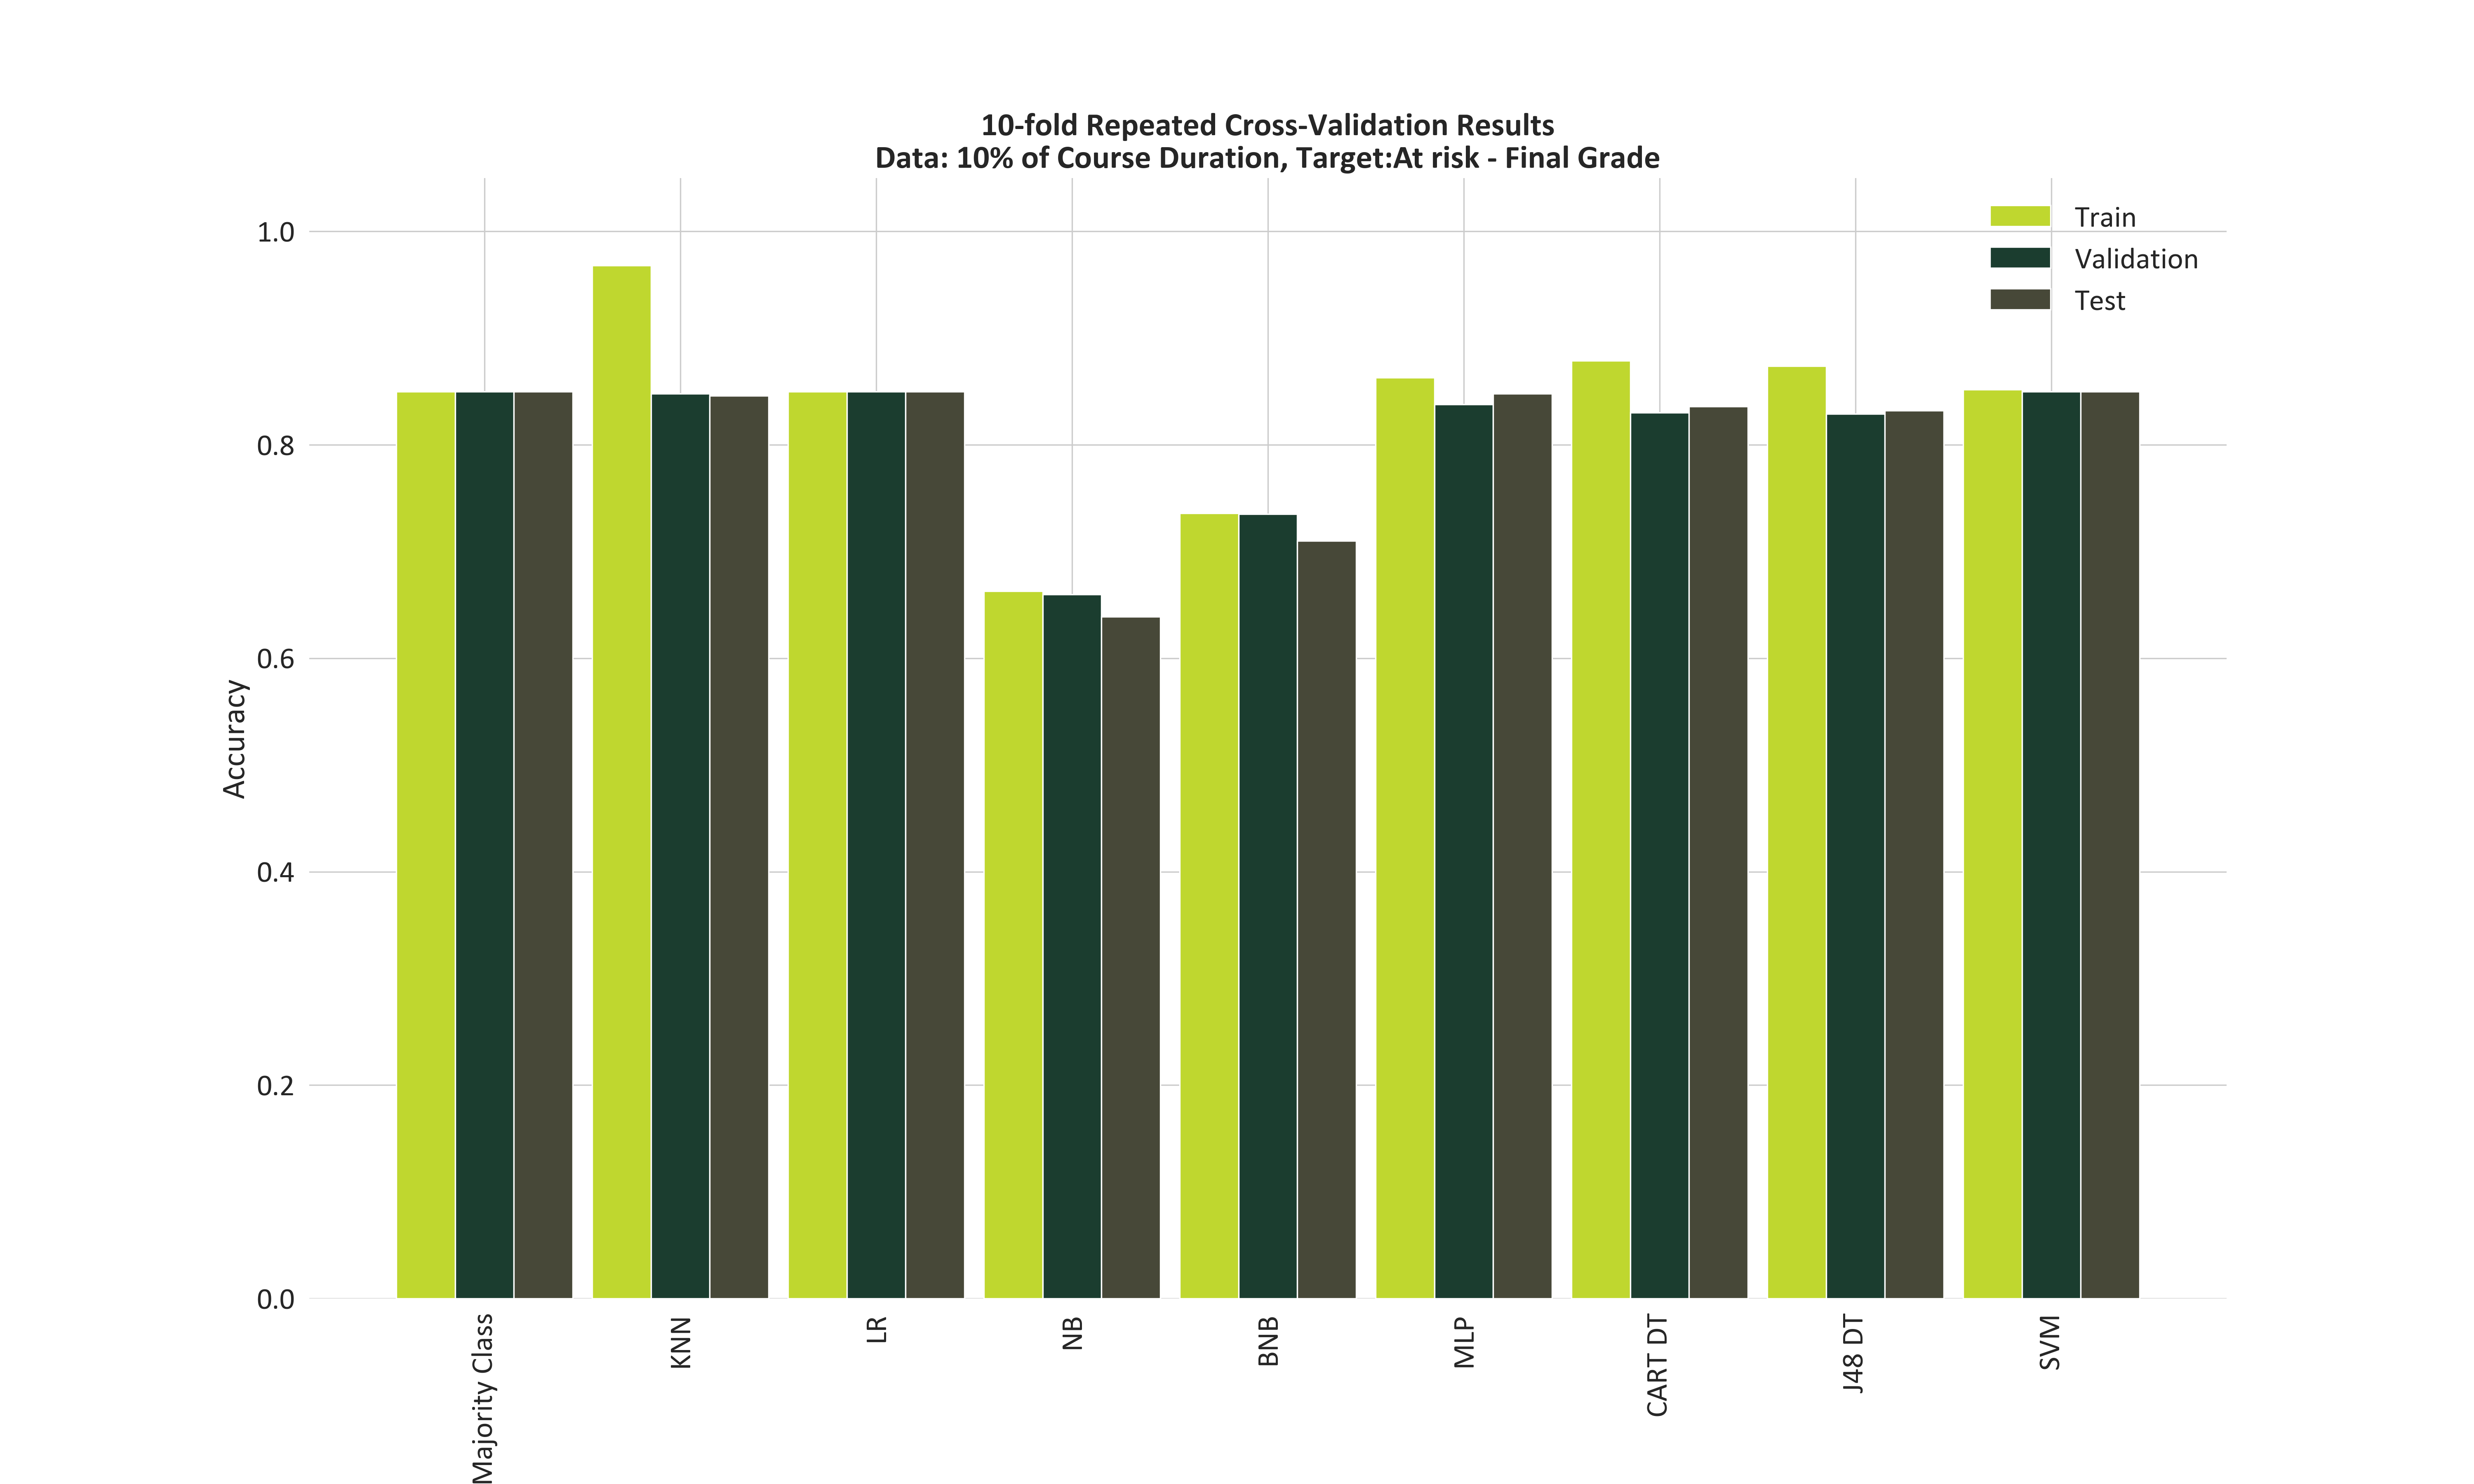 10-fold Repeated Cross-Validation Results
Data: 10% of Course Duration, Target:At risk - Final Grade
Train
Validation
Test
1.0
0.8
0.6
0.4
0.2
0.0
Accuracy
Majority Class
KNN
LR
NB
BNB
MLP
CART DT
J48 DT
SVM